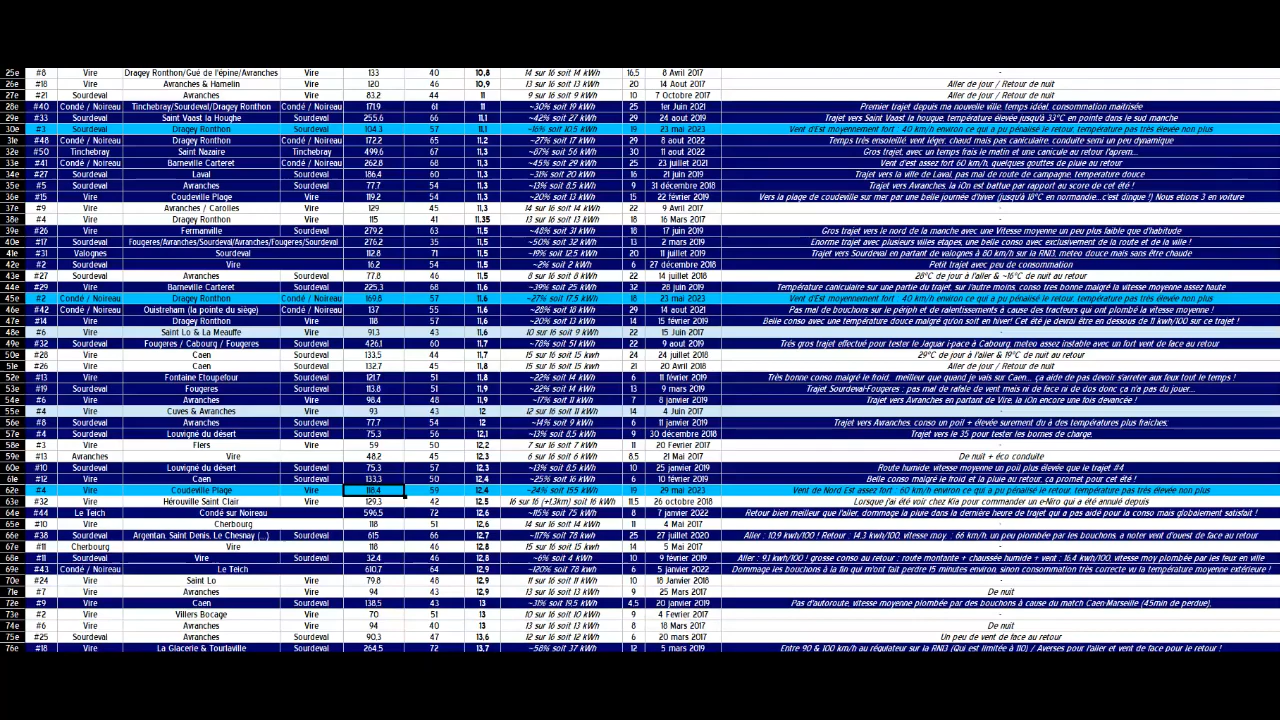 25e #8 Vire Dragey Ronthon/Gué de l'épine/Avranches Vire 133 40 10,8 14 sur 16 soit 14 kWh 16,5 8 Avril 2017 -
26e #18 Vire Avranches & Hamelin Vire 120 46 10,9 13 sur 16 soit 13 kWh 20 14 Aout 2017 Aller de jour / Retour de nuit
27e #21 Sourdeval Avranches Vire 83.2 44 11 9 sur 16 soit 9 kWh 10 7 Octobre 2017 -
28e #40 Condé / Noireau Tinchebray/Sourdeval/Dragey Ronthon Condé / Noireau 171.9 61 11 ~30% soit 19 kWh 25 1er Juin 2021 Premier trajet depuis ma nouvelle ville, temps idéal, consommation maitrisée
29e #33 Sourdeval Saint Vaast la Houghe Sourdeval 255,6 66 11.1 ~42% soit 27 kWh 29 24 aout 2019 Trajet vers Saint Vaast la hougue, température élevée jusqu'à 33°C en pointe dans le sud manche
30e #3 Sourdeval Dragey Ronthon Sourdeval 104,3 57 11.1 ~16% soit 10,5 kWh 19 23 mai 2023 Vent d'Est moyennement fort : 40 km/h environ ce qui a pu pénalisé le retour, température pas très élevée non plus
31e #48 Condé / Noireau Dragey Ronthon Condé / Noireau 172.2 65 11.2 ~27% soit 17 kWh 29 8 aout 2022 Temps très ensoleillé, vent léger, chaud mais pas caniculaire, conduite semi un peu dynamique
32e #50 Tinchebray Saint Nazaire Tinchebray 499,6 67 11,3 ~87% soit 56 kWh 30 11 aout 2022 Gros trajet, avec un temps frais le matin et une canicule au retour l'aprem...
33e #41 Condé / Noireau Barneville Carteret Condé / Noireau 262.8 68 11,3 ~45% soit 29 kWh 25 23 juillet 2021 Vent d'est assez fort 60 km/h, quelques gouttes de pluie au retour
34e #27 Sourdeval Laval Sourdeval 186,4 60 11,3 ~31% soit 20 kWh 16 21 juin 2019 Trajet vers la ville de Laval, pas mal de route de campagne, temperature douce
35e #5 Sourdeval Avranches Sourdeval 77.7 54 11,3 ~13% soit 8,5 kWh 9 31 décembre 2018 Trajet vers Avranches, la iOn est battue par rapport au score de cet été !
36e #15 Vire Coudeville Plage Vire 119.2 56 11,3 ~20% soit 13 kWh 15 22 février 2019 Vers la plage de coudeville sur mer par une belle journée d'hiver (jusqu'à 18°C en normandie...c'est dingue !) Nous etions 3 en voiture
37e #9 Vire Avranches / Carolles Vire 129 45 11,3 14 sur 16 soit 14 kWh 22 9 Avril 2017 -
38e #4 Vire Dragey Ronthon Vire 115 41 11,35 13 sur 16 soit 13 kWh 18 16 Mars 2017 -
39e #26 Vire Fermanville Sourdeval 279.2 63 11,5 ~48% soit 31 kWh 18 17 juin 2019 Gros trajet vers le nord de la manche avec une Vitesse moyenne un peu plus faible que d'habitude
40e #17 Sourdeval Fougeres/Avranches/Sourdeval/Avranches/Fougeres/Sourdeval 276.2 35 11,5 ~50% soit 32 kWh 13 2 mars 2019 Enorme trajet avec plusieurs villes etapes, une belle conso avec exclusivement de la route et de la ville !
41e #31 Valognes Sourdeval 112.8 71 11,5 ~19% soit 12.5 kWh 20 11 juillet 2019 Trajet vers Sourdeval en partant de valognes à 80 km/h sur la RN13, meteo douce mais sans être chaude
42e #2 Sourdeval Vire 16.2 54 11,5 ~2% soit 2 kWh 6 27 décembre 2018 Petit trajet avec peu de consommation
43e #27 Sourdeval Avranches Sourdeval 77.8 46 11,5 8 sur 16 soit 8 kWh 22 14 juillet 2018 28°C de jour à l'aller & ~16°C de nuit au retour
44e #29 Vire Barneville Carteret Sourdeval 225,3 68 11,6 ~39% soit 25 kWh 32 28 juin 2019 Température caniculaire sur une partie du trajet, sur l'autre moins, conso tres bonne malgré la vitesse moyenne assez haute
45e #2 Condé / Noireau Dragey Ronthon Condé / Noireau 169,8 57 11.6 ~27% soit 17,5 kWh 18 23 mai 2023 Vent d'Est moyennement fort : 40 km/h environ ce qui a pu pénalisé le retour, température pas très élevée non plus
46e #42 Condé / Noireau Ouistreham (la pointe du siège) Condé / Noireau 137 55 11,6 ~28% soit 18 kWh 29 14 aout 2021 Pas mal de bouchons sur le périph et de ralentissements à cause des tracteurs qui ont plombé la vitesse moyenne !
47e #14 Vire Dragey Ronthon Vire 118 57 11,6 ~20% soit 13 kWh 14 15 février 2019 Belle conso avec une température douce malgré qu'on soit en hiver! Cet été je devrai être en dessous de 11 kwh/100 sur ce trajet !
48e #6 Vire Saint Lo & La Meauffe Vire 91,3 43 11.6 10 sur 16 soit 9 kWh 22 15 Juin 2017 -
49e #32 Sourdeval Fougères / Cabourg / Fougères Sourdeval 426,1 60 11,7 ~78% soit 51 kWh 22 9 aout 2019 Très gros trajet effectué pour tester le Jaguar i-pace à Cabourg, meteo assez instable avec un fort vent de face au retour
50e #28 Vire Caen Sourdeval 133.5 44 11,7 15 sur 16 soit 15 kwh 24 24 juillet 2018 29°C de jour à l'aller & 19°C de nuit au retour
51e #26 Vire Caen Sourdeval 132.7 45 11,8 15 sur 16 soit 15 kwh 21 20 Avril 2018 Aller de jour / Retour de nuit
52e #13 Vire Fontaine Etoupefour Vire 121.7 51 11,8 ~22% soit 14 kWh 6 11 février 2019 Très bonne conso malgré le froid... meilleur que quand je vais sur Caen... ça aide de pas devoir s'arreter aux feux tout le temps !
53e #19 Sourdeval Fougeres Sourdeval 113.8 51 11,9 ~22% soit 14 kWh 13 9 mars 2019 Trajet Sourdeval-Fougeres : pas mal de rafale de vent mais ni de face ni de dos donc ça n'a pas du jouer...
54e #6 Vire Avranches Vire 98.4 48 11,9 ~17% soit 11 kWh 7 8 janvier 2019 Trajet vers Avranches en partant de Vire, la iOn encore une fois devancée !
55e #4 Vire Cuves & Avranches Vire 93 43 12 12 sur 16 soit 11 kWh 14 4 Juin 2017 -
56e #8 Sourdeval Avranches Sourdeval 77.7 54 12 ~14% soit 9 kWh 6 11 janvier 2019 Trajet vers Avranches, conso un poil + élevée surement du à des températures plus fraiches;
57e #4 Sourdeval Louvigné du désert Sourdeval 75.3 56 12,1 ~13% soit 8,5 kWh 9 30 décembre 2018 Trajet vers le 35 pour tester les bornes de charge.
58e #3 Vire Flers Vire 59 50 12,2 7 sur 16 soit 7 kWh 11 20 Fevrier 2017 -
59e #13 Avranches Vire 48.2 45 12,3 6 sur 16 soit 6 kWh 8,5 21 Mai 2017 De nuit + éco conduite
60e #10 Sourdeval Louvigné du désert Sourdeval 75.3 57 12,3 ~13% soit 8,5 kWh 10 25 janvier 2019 Route humide, vitesse moyenne un poil plus élevée que le trajet #4
61e #12 Vire Caen Sourdeval 133,3 50 12,4 ~25% soit 16 kWh 6 10 février 2019 Belle conso malgré le froid et la pluie au retour, ça promet pour cet été !
62e #4 Vire Coudeville Plage Vire 118.4 59 12,4 ~24% soit 15,5 kWh 19 29 mai 2023 Vent de Nord Est assez fort : 60 km/h environ ce qui a pu pénalisé le retour, température pas très élevée non plus
63e #32 Vire Hérouville Saint Clair Vire 129,3 42 12,5 16 sur 16 (+1.3km) soit 16 kWh 11,5 26 octobre 2018 Lorsque j'ai été voir chez Kia pour commander un e-Niro qui a été annulé depuis
64e #44 Le Teich Condé sur Noireau 596,5 72 12,6 ~115% soit 75 kWh 8 7 janvier 2022 Retour bien meilleur que l'aller, dommage la pluie dans la dernière heure de trajet qui a pas aidé pour la conso mais globalement satisfait !
65e #10 Vire Cherbourg 118 51 12,6 14 sur 16 soit 14 kWh 11 4 Mai 2017 -
66e #38 Sourdeval Argentan, Saint Denis, Le Chesnay (...) Sourdeval 615 66 12,7 ~117% soit 78 kWh 25 27 juillet 2020 Aller : 10,9 kwh/100 ! Retour : 14,3 kwh/100, vitesse moy : 66 km/h, un peu plombée par les bouchons, a noter vent d'ouest de face au retour
67e #11 Cherbourg Vire 118 46 12,8 15 sur 16 soit 15 kWh 14 5 Mai 2017 -
68e #11 Sourdeval Vire Sourdeval 32.4 46 12,8 ~6% soit 4 kWh 10 9 février 2019 Aller : 9,1 kwh/100 ! grosse conso au retour : route montante + chaussée humide + vent : 16,4 kwh/100, vitesse moy plombée par les feux en ville
69e #43 Condé / Noireau Le Teich 610,7 64 12,9 ~120% soit 78 kWh 6 5 janvier 2022 Dommage les bouchons à la fin qui m'ont fait perdre 15 minutes environ, sinon consommation très correcte vu la température moyenne extérieure !
70e #24 Vire Saint Lo Vire 79.8 48 12,9 11 sur 16 soit 11 kWh 10 18 Janvier 2018 -
71e #7 Vire Avranches Vire 94 43 12,9 13 sur 16 soit 13 kWh 9 25 Mars 2017 De nuit
72e #9 Vire Caen Sourdeval 138,5 43 13 ~31% soit 19,5 kWh 4,5 20 janvier 2019 Pas d'autoroute, vitesse moyenne plombée par des bouchons à cause du match Caen-Marseille (45min de perdue),
73e #2 Vire Villers Bocage Vire 70 51 13 10 sur 16 soit 10 kWh 9 4 Fevrier 2017 -
74e #6 Vire Avranches Vire 94 40 13 13 sur 16 soit 13 kWh 8 18 Mars 2017 De nuit
75e #25 Sourdeval Avranches Sourdeval 90.3 47 13,6 12 sur 16 soit 12 kWh 6 20 mars 2017 Un peu de vent de face au retour
76e #18 Vire La Glacerie & Tourlaville Sourdeval 264,5 72 13,7 ~58% soit 37 kWh 12 5 mars 2019 Entre 90 & 100 km/h au régulateur sur la RN13 (Qui est limitée à 110) / Averses pour l'aller et vent de face pour le retour !